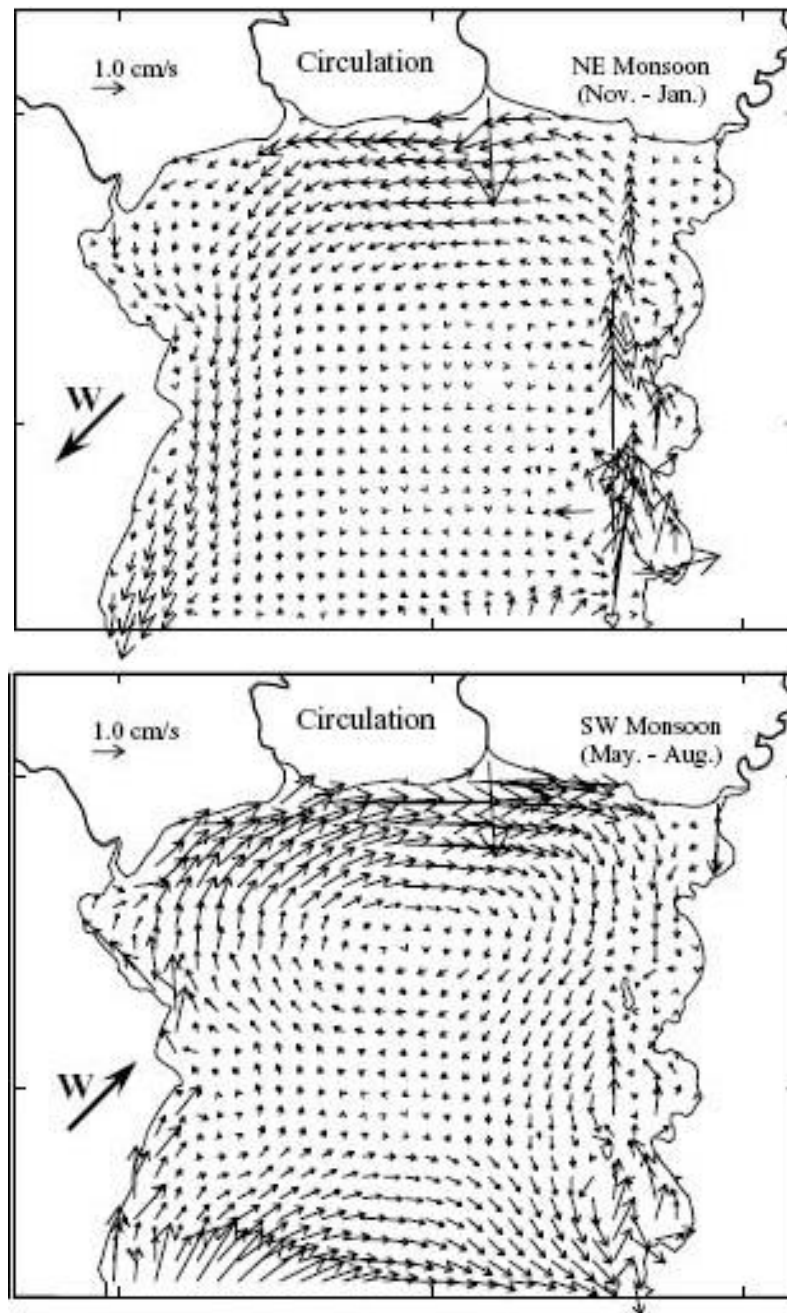 1.0 cm/s
Circulation
NE Monsoon
(Nov. - Jan.)
W
1.0 cm/s
Circulation
SW Monsoon
(May. - Aug.)
W